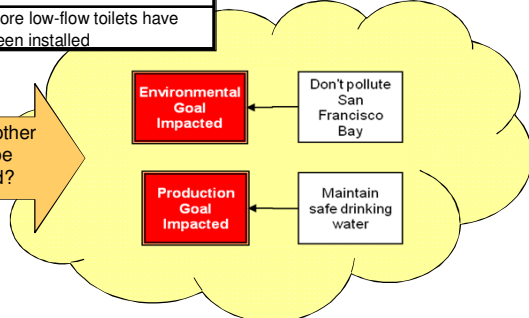 ore low-flow toilets have
een installed
Environmental
Goal
Impacted
Don't pollute
San
Francisco
Bay
other
be
d?
Production
Goal
Impacted
Maintain
safe drinking
water